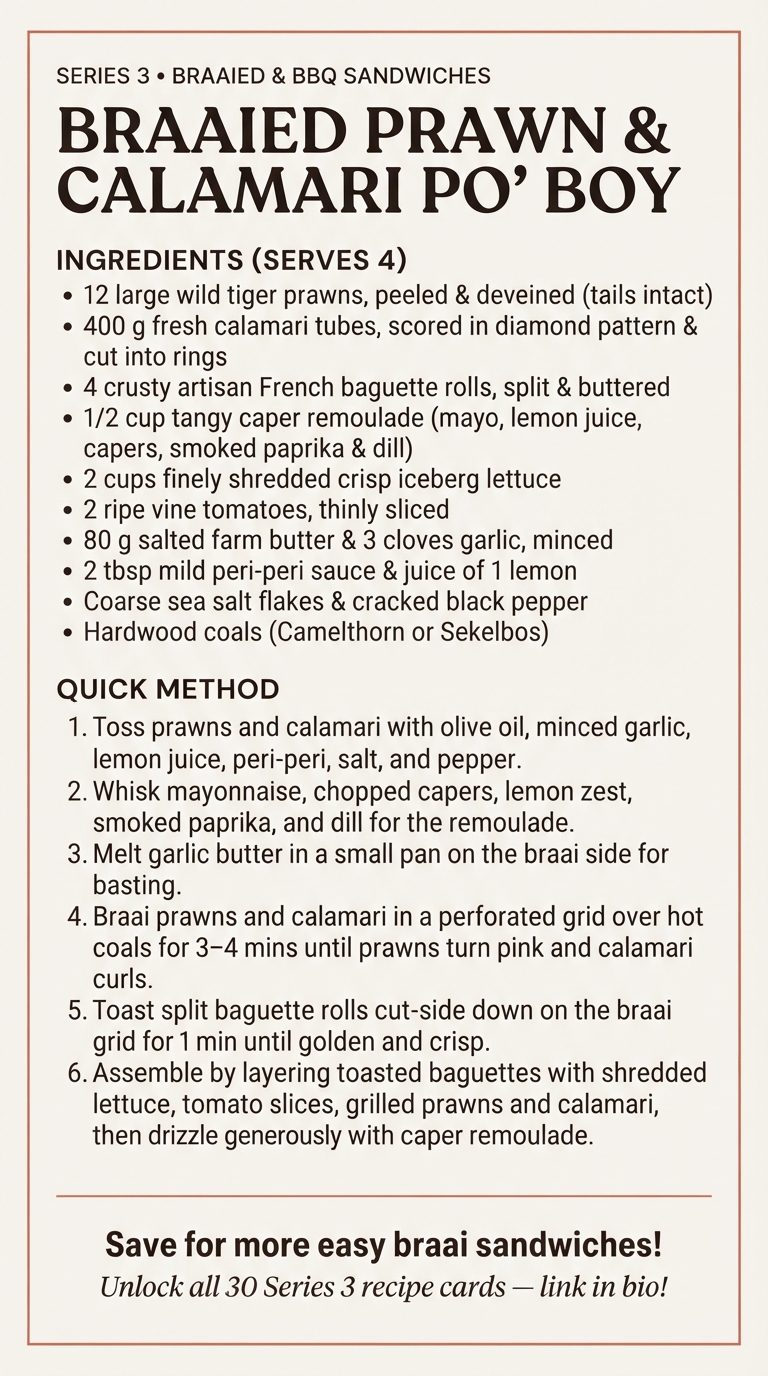 SERIES 3 • BRAAIED & BBQ SANDWICHES
BRAAIED PRAWN &
CALAMARI PO’ BOY
INGREDIENTS (SERVES 4)
• 12 large wild tiger prawns, peeled & deveined (tails intact)
• 400 g fresh calamari tubes, scored in diamond pattern &
cut into rings
• 4 crusty artisan French baguette rolls, split & buttered
• 1/2 cup tangy caper remoulade (mayo, lemon juice,
capers, smoked paprika & dill)
• 2 cups finely shredded crisp iceberg lettuce
• 2 ripe vine tomatoes, thinly sliced
• 80 g salted farm butter & 3 cloves garlic, minced
• 2 tbsp mild peri-peri sauce & juice of 1 lemon
• Coarse sea salt flakes & cracked black pepper
• Hardwood coals (Camelthorn or Sekelbos)
QUICK METHOD
1. Toss prawns and calamari with olive oil, minced garlic,
lemon juice, peri-peri, salt, and pepper.
2. Whisk mayonnaise, chopped capers, lemon zest,
smoked paprika, and dill for the remoulade.
3. Melt garlic butter in a small pan on the braai side for
basting.
4. Braai prawns and calamari in a perforated grid over hot
coals for 3–4 mins until prawns turn pink and calamari
curls.
5. Toast split baguette rolls cut-side down on the braai
grid for 1 min until golden and crisp.
6. Assemble by layering toasted baguettes with shredded
lettuce, tomato slices, grilled prawns and calamari,
then drizzle generously with caper remoulade.
Save for more easy braai sandwiches!
Unlock all 30 Series 3 recipe cards — link in bio!